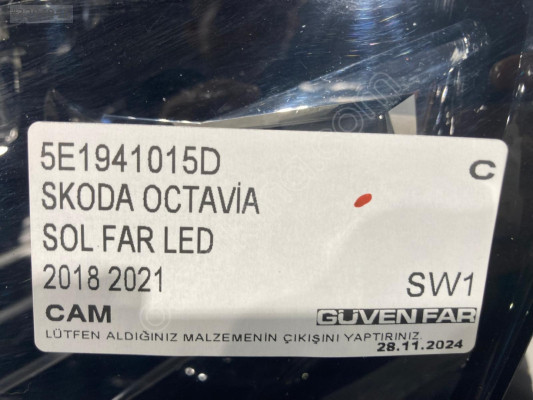 5E1941015D
C
SKODA OCTAVİA
SOL FAR LED
2018 2021
SW1
CAM
GÜVEN FAR
LÜTFEN ALDIĞINIZ MALZEMENİN ÇIKIŞINI YAPTIRINIZ.
28.11.2024